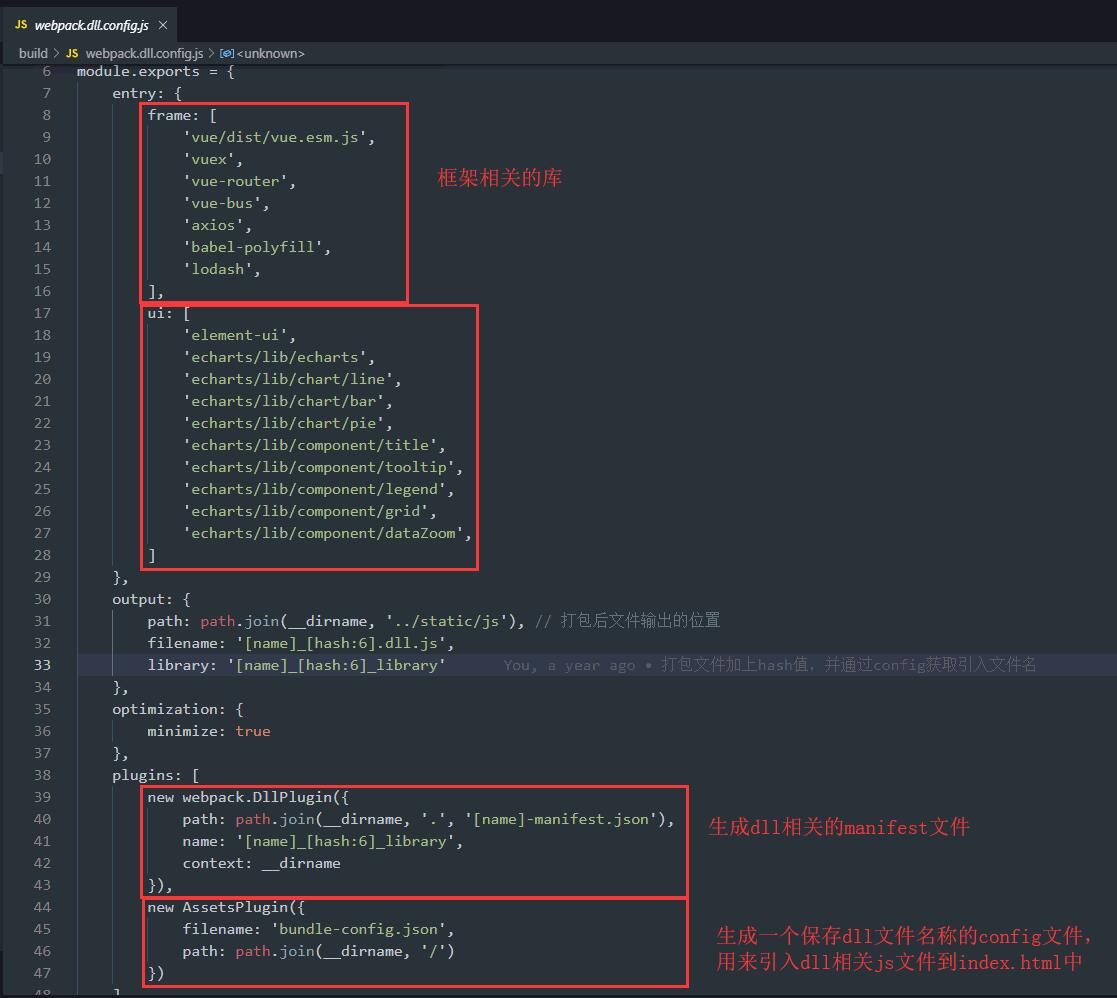 JS webpack.dll.config.js ×
build > JS webpack.dll.config.js > <unknown>
6 module.exports = {
7 entry: {
8 frame: [
9 'vue/dist/vue.esm.js',
10 'vuex',
11 'vue-router',
12 'vue-bus',
13 'axios',
14 'babel-polyfill',
15 'lodash',
16 ],
框架相关的库
17 ui: [
18 'element-ui',
19 'echarts/lib/echarts',
20 'echarts/lib/chart/line',
21 'echarts/lib/chart/bar',
22 'echarts/lib/chart/pie',
23 'echarts/lib/component/title',
24 'echarts/lib/component/tooltip',
25 'echarts/lib/component/legend',
26 'echarts/lib/component/grid',
27 'echarts/lib/component/dataZoom',
28 ]
29 },
30 output: {
31 path: path.join(__dirname, '../static/js'), // 打包后文件输出的位置
32 filename: '[name]_[hash:6].dll.js',
33 library: '[name]_[hash:6]_library' You, a year ago • 打包文件加上hash值，并通过config获取引入文件名
34 },
35 optimization: {
36 minimize: true
37 },
38 plugins: [
39 new webpack.DllPlugin({
40 path: path.join(__dirname, '.', '[name]-manifest.json'),
41 name: '[name]_[hash:6]_library',
42 context: __dirname
43 }),
生成dll相关的manifest文件
44 new AssetsPlugin({
45 filename: 'bundle-config.json',
46 path: path.join(__dirname, '/')
47 })
生成一个保存dll文件名称的config文件，
用来引入dll相关js文件到index.html中
48 ]